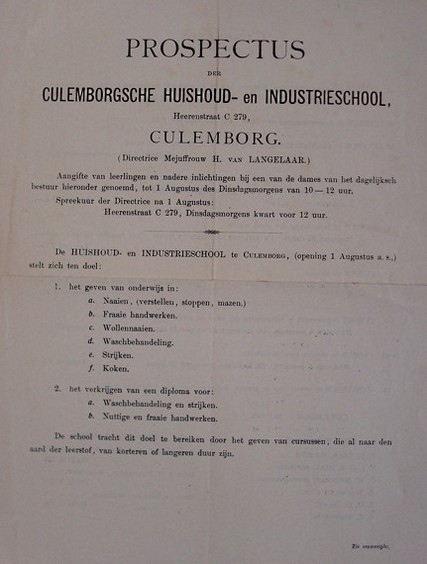 PROSPECTUS
DER
CULEMBORGSCHE HUISHOUD- en INDUSTRIESCHOOL,
Heerenstraat C 279,
CULEMBORG.
(Directrice Mejuffrouw H. VAN LANGELAAR.)
Aangifte van leerlingen en nadere inlichtingen bij een van de dames van het dagelijksch
bestuur hieronder genoemd, tot 1 Augustus des Dinsdagsmorgens van 10—12 uur.
Spreekuur der Directrice na 1 Augustus:
Heerenstraat C 279, Dinsdagsmorgens kwart voor 12 uur.
De HUISHOUD- en INDUSTRIESCHOOL te CULEMBORG, (opening 1 Augustus a. s.,)
stelt zich ten doel:
1. het geven van onderwijs in:
a. Naaien, (verstellen, stoppen, mazen.)
b. Fraaie handwerken.
c. Wollennaaien.
d. Waschbehandeling.
e. Strijken.
f. Koken.
2. het verkrijgen van een diploma voor:
a. Waschbehandeling en strijken.
b. Nuttige en fraaie handwerken.
De school tracht dit doel te bereiken door het geven van cursussen, die al naar den
aard der leerstof, van korteren of langeren duur zijn.
Zie ommezijde.